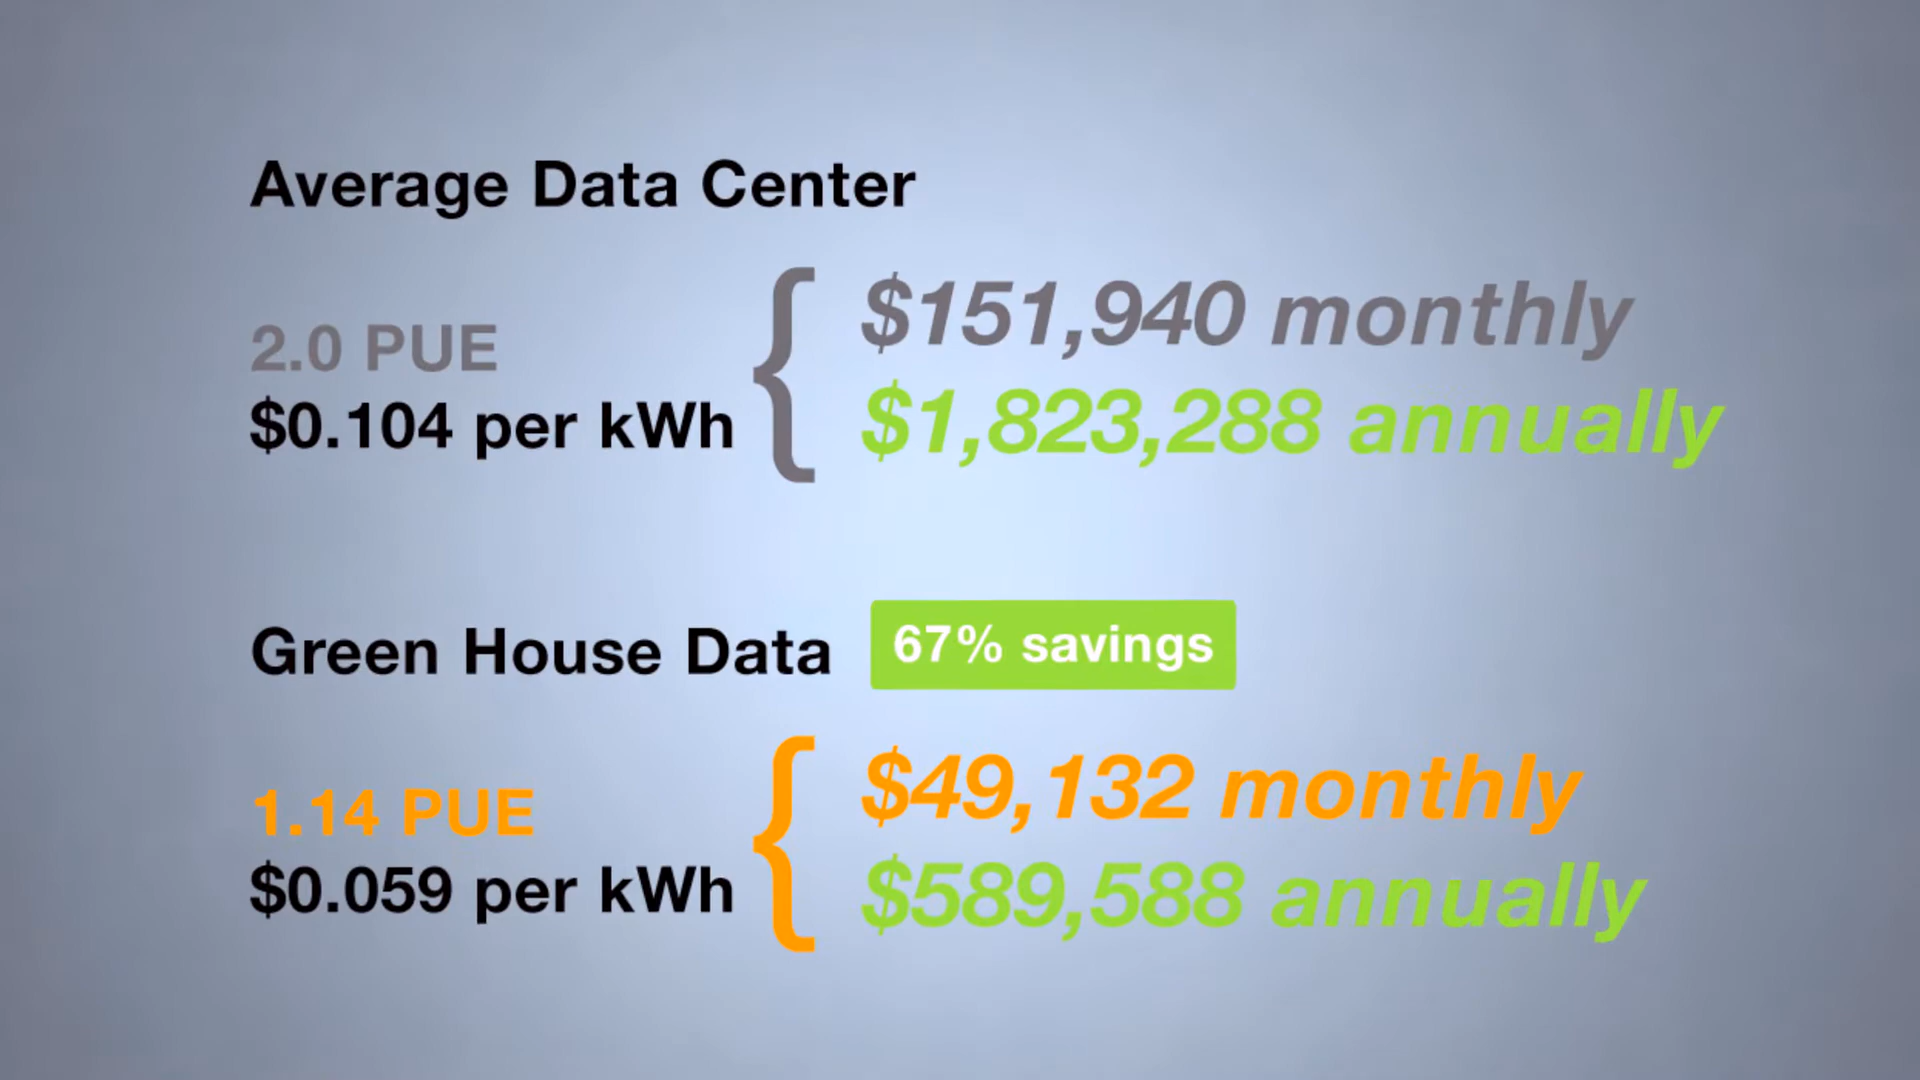 Average Data Center
2.0 PUE
$0.104 per kWh
$151,940 monthly
$1,823,288 annually
Green House Data
67% savings
1.14 PUE
$0.059 per kWh
$49,132 monthly
$589,588 annually